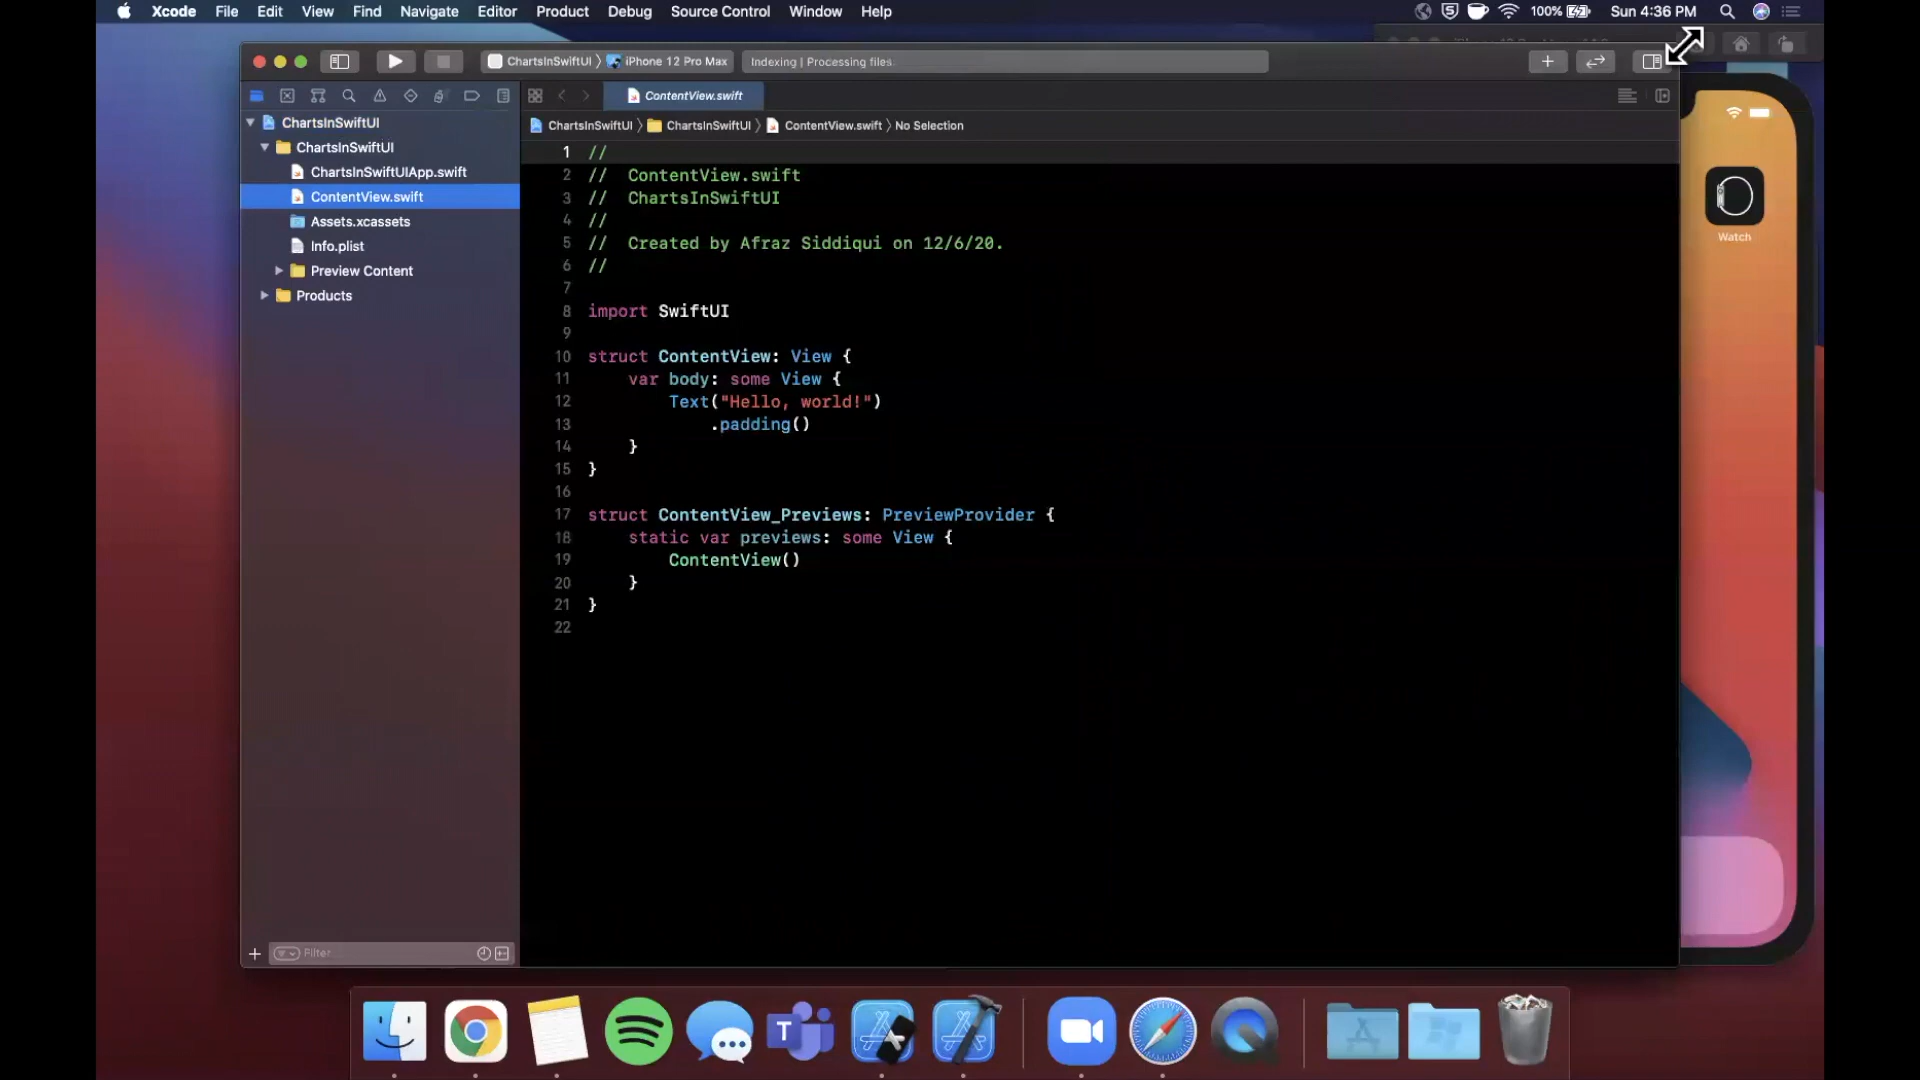 Xcode File Edit View Find Navigate Editor Product Debug Source Control Window Help
100% Sun 4:36 PM
ChartsInSwiftUI iPhone 12 Pro Max Indexing | Processing files
ContentView.swift
ChartsInSwiftUI ChartsInSwiftUI ContentView.swift No Selection
ChartsInSwiftUI
ChartsInSwiftUI
ChartsInSwiftUIApp.swift
ContentView.swift
Assets.xcassets
Info.plist
Preview Content
Products
Filter
1 //
2 //  ContentView.swift
3 //  ChartsInSwiftUI
4 //
5 //  Created by Afraz Siddiqui on 12/6/20.
6 //
7
8 import SwiftUI
9
10 struct ContentView: View {
11     var body: some View {
12         Text("Hello, world!")
13             .padding()
14     }
15 }
16
17 struct ContentView_Previews: PreviewProvider {
18     static var previews: some View {
19         ContentView()
20     }
21 }
22
Watch
T